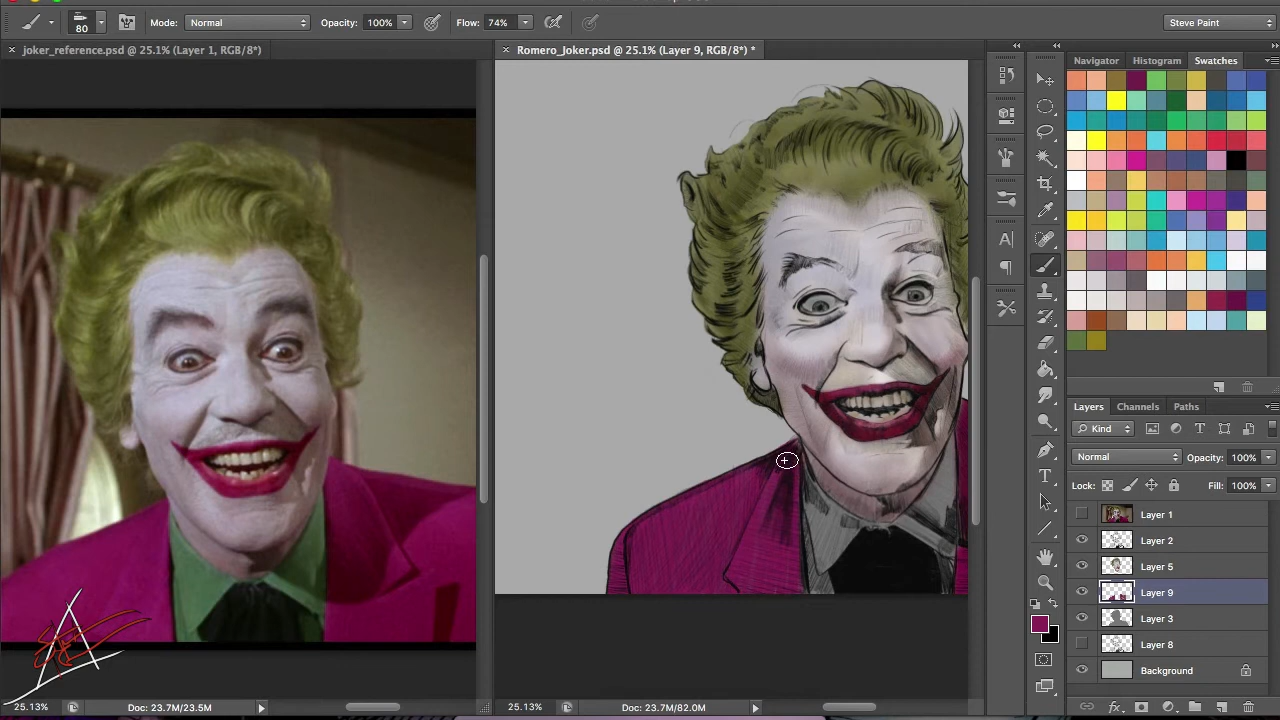 80 Mode: Normal Opacity: 100% Flow: 74% Steve Paint
× joker_reference.psd @ 25.1% (Layer 1, RGB/8*)
× Romero_Joker.psd @ 25.1% (Layer 9, RGB/8*) *
Navigator Histogram Swatches
Layers Channels Paths
Kind
Normal Opacity: 100%
Lock: Fill: 100%
Layer 1
Layer 2
Layer 5
Layer 9
Layer 3
Layer 8
Background
25.13% Doc: 23.7M/23.5M
25.13% Doc: 23.7M/82.0M
fx